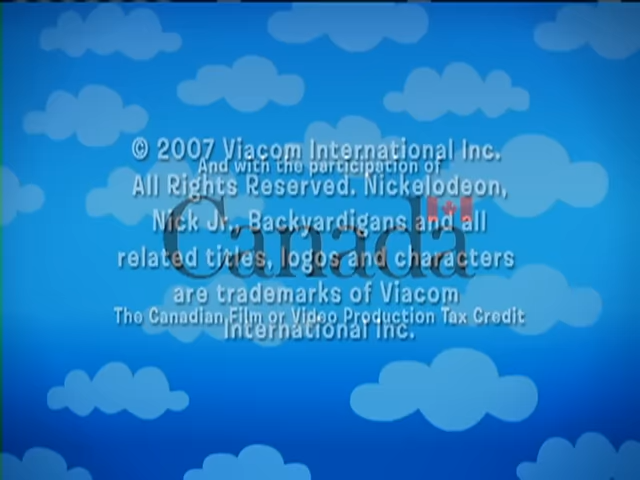 © 2007 Viacom International Inc.
And with the participation of
All Rights Reserved. Nickelodeon,
Nick Jr., Backyardigans and all
Canada
related titles, logos and characters
are trademarks of Viacom
The Canadian Film or Video Production Tax Credit
International Inc.